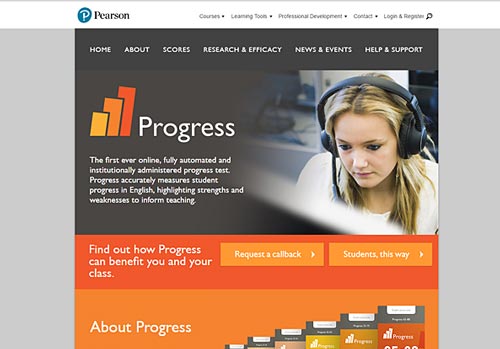 Pearson
Courses Learning Tools Professional Development Contact Login & Register
HOME ABOUT SCORES RESEARCH & EFFICACY NEWS & EVENTS HELP & SUPPORT
Progress
The first ever online, fully automated and
institutionally administered progress test.
Progress accurately measures student
progress in English, highlighting strengths and
weaknesses to inform teaching.
Find out how Progress
can benefit you and your
class.
Request a callback
Students, this way
About Progress
Progress